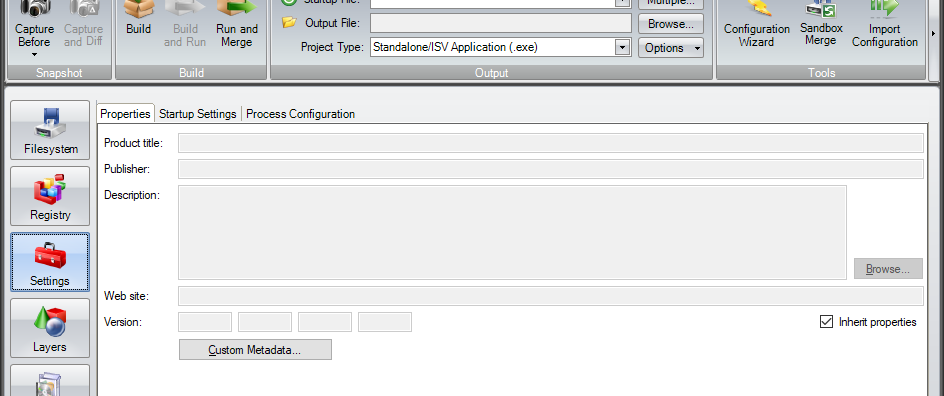 Startup File:
Multiple...
Capture Before
Capture and Diff
Build
Build and Run
Run and Merge
Output File:
Browse...
Project Type:
Standalone/ISV Application (.exe)
Options
Configuration Wizard
Sandbox Merge
Import Configuration
Snapshot
Build
Output
Tools
Filesystem
Registry
Settings
Layers
Properties
Startup Settings
Process Configuration
Product title:
Publisher:
Description:
Browse...
Web site:
Version:
Inherit properties
Custom Metadata...